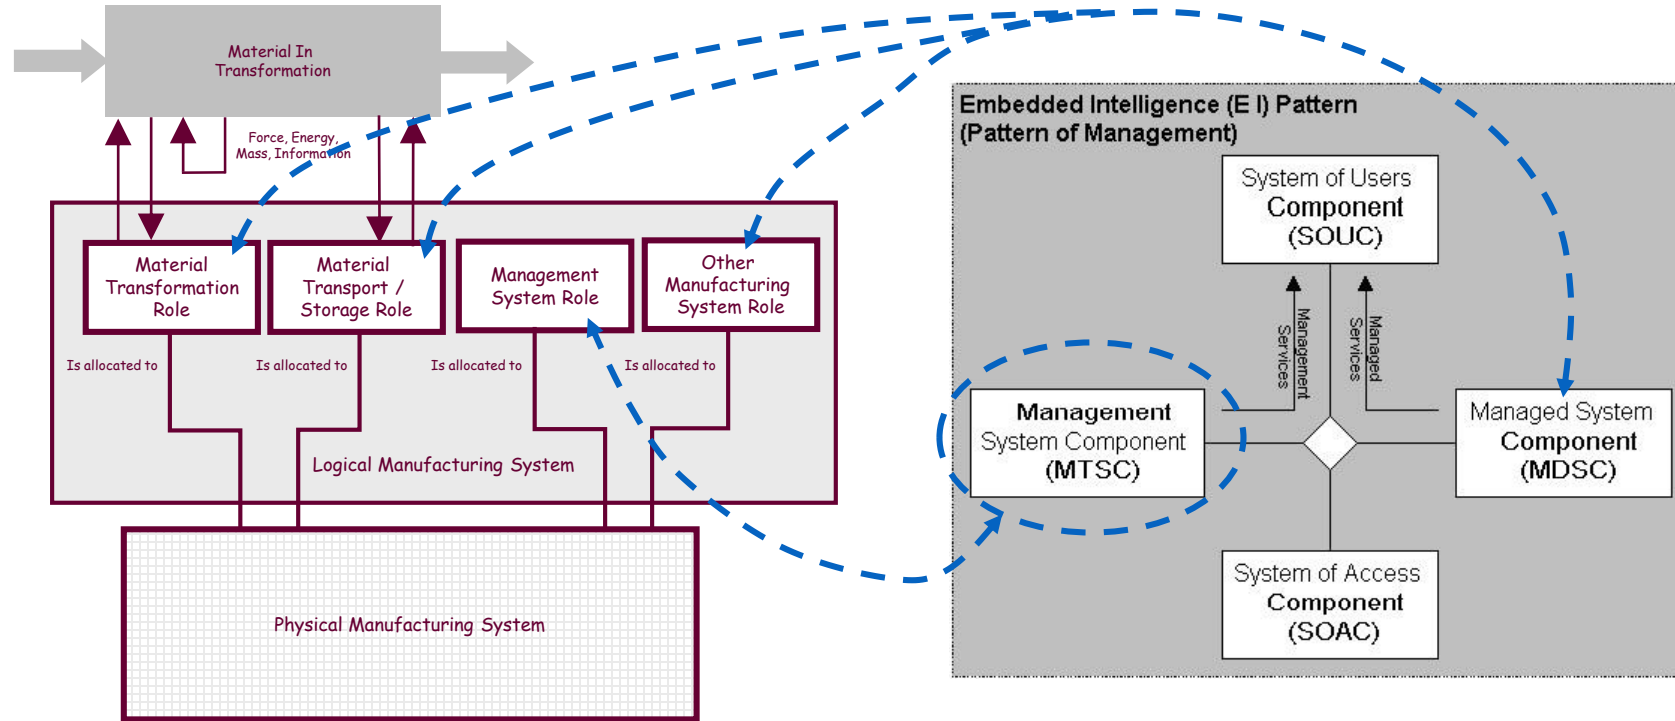 Material In
Transformation
Force, Energy,
Mass, Information
Material
Transformation
Role
Material
Transport /
Storage Role
Management
System Role
Other
Manufacturing
System Role
Is allocated to
Is allocated to
Is allocated to
Is allocated to
Logical Manufacturing System
Physical Manufacturing System
Embedded Intelligence (E I) Pattern
(Pattern of Management)
System of Users
Component
(SOUC)
Management
Services
Managed
Services
Management
System Component
(MTSC)
Managed System
Component
(MDSC)
System of Access
Component
(SOAC)